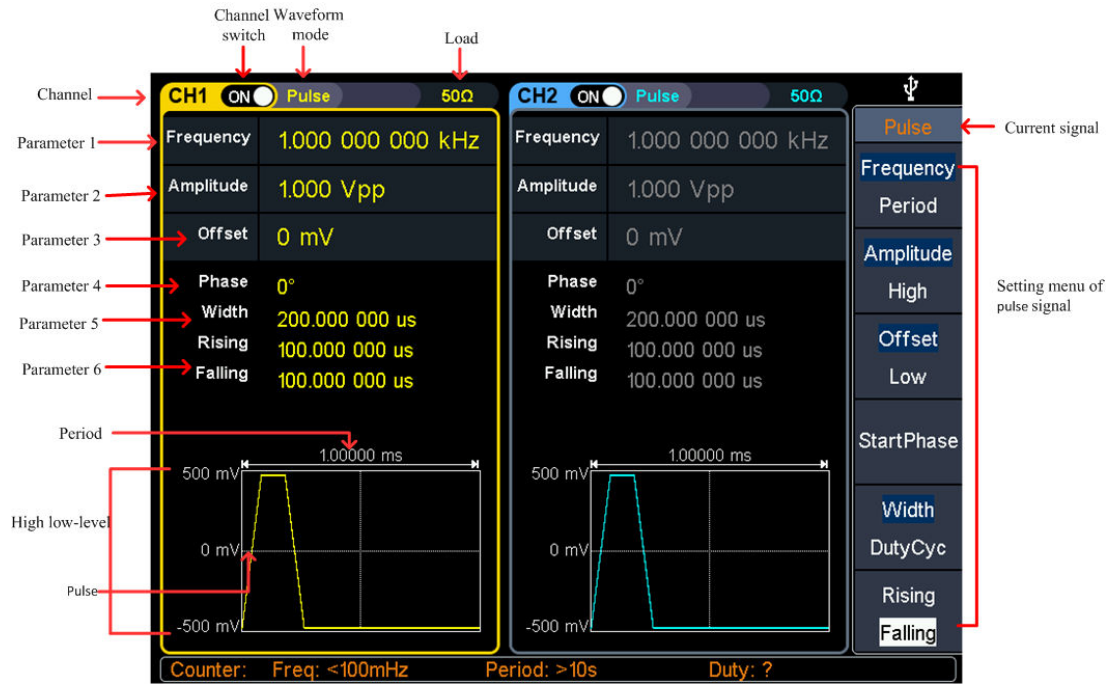 Channel switch
Waveform mode
Load
Channel
CH1 ON Pulse 50Ω
CH2 ON Pulse 50Ω
Parameter 1
Frequency 1.000 000 000 kHz
Frequency 1.000 000 000 kHz
Parameter 2
Amplitude 1.000 Vpp
Amplitude 1.000 Vpp
Parameter 3
Offset 0 mV
Offset 0 mV
Parameter 4
Phase 0°
Phase 0°
Parameter 5
Width 200.000 000 us
Width 200.000 000 us
Rising 100.000 000 us
Rising 100.000 000 us
Parameter 6
Falling 100.000 000 us
Falling 100.000 000 us
Period
1.00000 ms
1.00000 ms
500 mV
500 mV
High low-level
0 mV
0 mV
Pulse
-500 mV
-500 mV
Pulse
Current signal
Frequency
Period
Amplitude
High
Setting menu of
pulse signal
Offset
Low
StartPhase
Width
DutyCyc
Rising
Falling
Counter: Freq: <100mHz Period: >10s Duty: ?